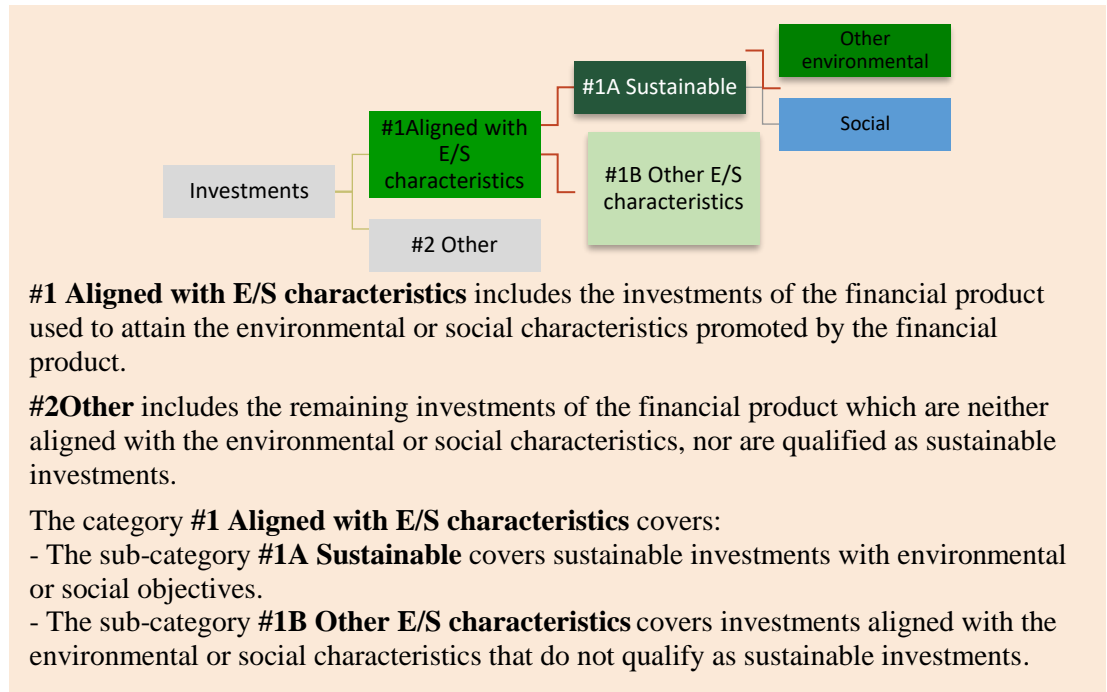 Other
environmental
#1A Sustainable
Social
#1Aligned with
E/S
characteristics
#1B Other E/S
characteristics
Investments
#2 Other
#1 Aligned with E/S characteristics includes the investments of the financial product
used to attain the environmental or social characteristics promoted by the financial
product.
#2Other includes the remaining investments of the financial product which are neither
aligned with the environmental or social characteristics, nor are qualified as sustainable
investments.
The category #1 Aligned with E/S characteristics covers:
- The sub-category #1A Sustainable covers sustainable investments with environmental
or social objectives.
- The sub-category #1B Other E/S characteristics covers investments aligned with the
environmental or social characteristics that do not qualify as sustainable investments.